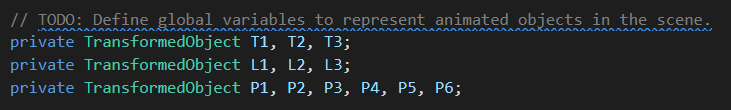 // TODO: Define global variables to represent animated objects in the scene.
private TransformedObject T1, T2, T3;
private TransformedObject L1, L2, L3;
private TransformedObject P1, P2, P3, P4, P5, P6;